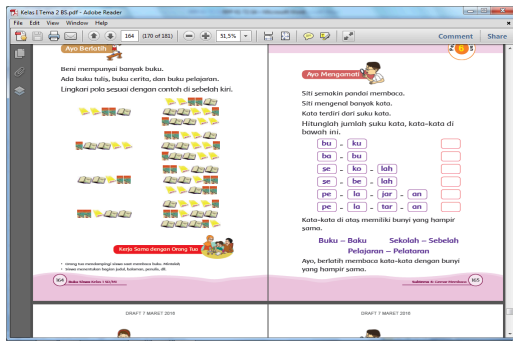 Kelas I Tema 2 BS.pdf - Adobe Reader
File Edit View Window Help
164 (170 of 181) 51,5% Comment Share
Ayo Berlatih
Beni mempunyai banyak buku.
Ada buku tulis, buku cerita, dan buku pelajaran.
Lingkari pola sesuai dengan contoh di sebelah kiri.
Kerja Sama dengan Orang Tua
164 Buku Siswa Kelas I SD/MI
DRAFT 7 MARET 2016
6
Ayo Mengamati
Siti semakin pandai membaca.
Siti mengenal banyak kata.
Kata terdiri dari suku kata.
Hitunglah jumlah suku kata, kata-kata di
bawah ini.
bu - ku
ba - bu
se - ko - lah
se - be - lah
pe - la - jar - an
pe - la - tar - an
Kata-kata di atas memiliki bunyi yang hampir
sama.
Buku – Baku Sekolah – Sebelah
Pelajaran – Pelataran
Ayo, berlatih membaca kata-kata dengan bunyi
yang hampir sama.
165
DRAFT 7 MARET 2016